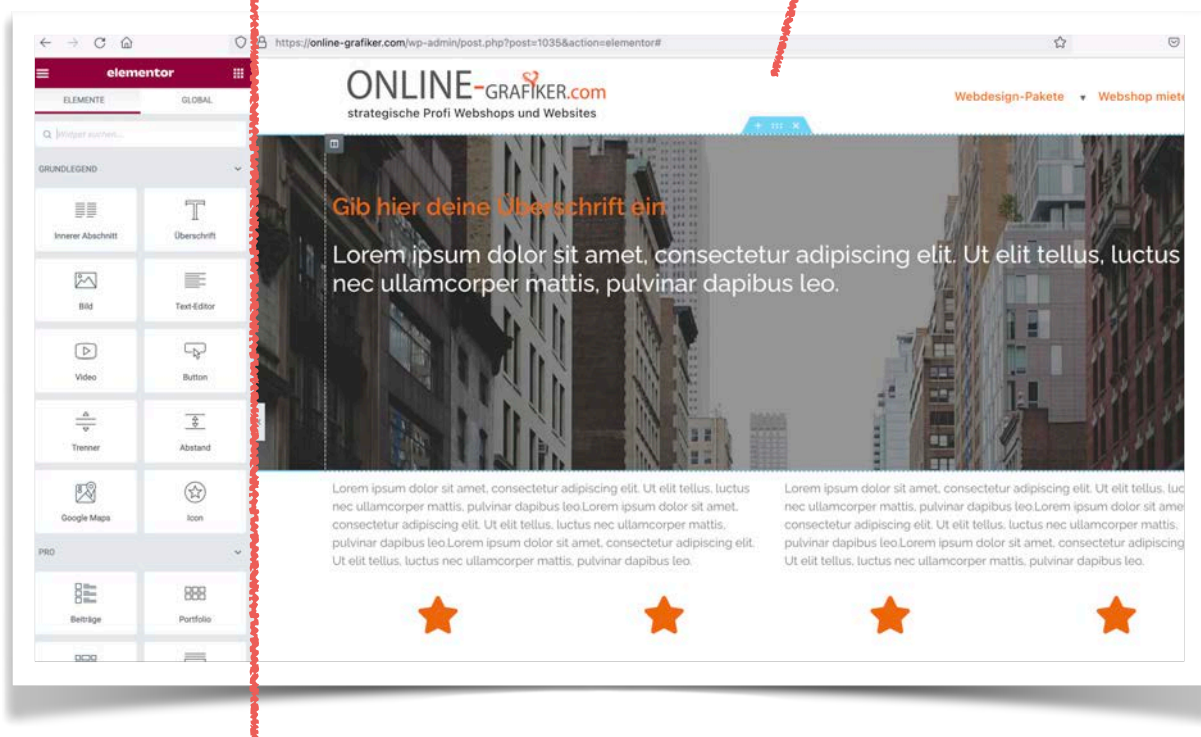 https://online-grafiker.com/wp-admin/post.php?post=1035&action=elementor#
elementor
ELEMENTE
GLOBAL
Widget suchen...
GRUNDLEGEND
Innerer Abschnitt
Überschrift
Bild
Text-Editor
Video
Button
Trenner
Abstand
Google Maps
Icon
PRO
Beiträge
Portfolio
ONLINE-GRAFIKER.com
strategische Profi Webshops und Websites
Webdesign-Pakete
Webshop miete
Gib hier deine Überschrift ein
Lorem ipsum dolor sit amet, consectetur adipiscing elit. Ut elit tellus, luctus
nec ullamcorper mattis, pulvinar dapibus leo.
Lorem ipsum dolor sit amet, consectetur adipiscing elit. Ut elit tellus, luctus
nec ullamcorper mattis, pulvinar dapibus leo.Lorem ipsum dolor sit amet,
consectetur adipiscing elit. Ut elit tellus, luctus nec ullamcorper mattis,
pulvinar dapibus leo.Lorem ipsum dolor sit amet, consectetur adipiscing elit.
Ut elit tellus, luctus nec ullamcorper mattis, pulvinar dapibus leo.
Lorem ipsum dolor sit amet, consectetur adipiscing elit. Ut elit tellus, luc
nec ullamcorper mattis, pulvinar dapibus leo.Lorem ipsum dolor sit ame
consectetur adipiscing elit. Ut elit tellus, luctus nec ullamcorper mattis,
pulvinar dapibus leo.Lorem ipsum dolor sit amet, consectetur adipiscing
Ut elit tellus, luctus nec ullamcorper mattis, pulvinar dapibus leo.